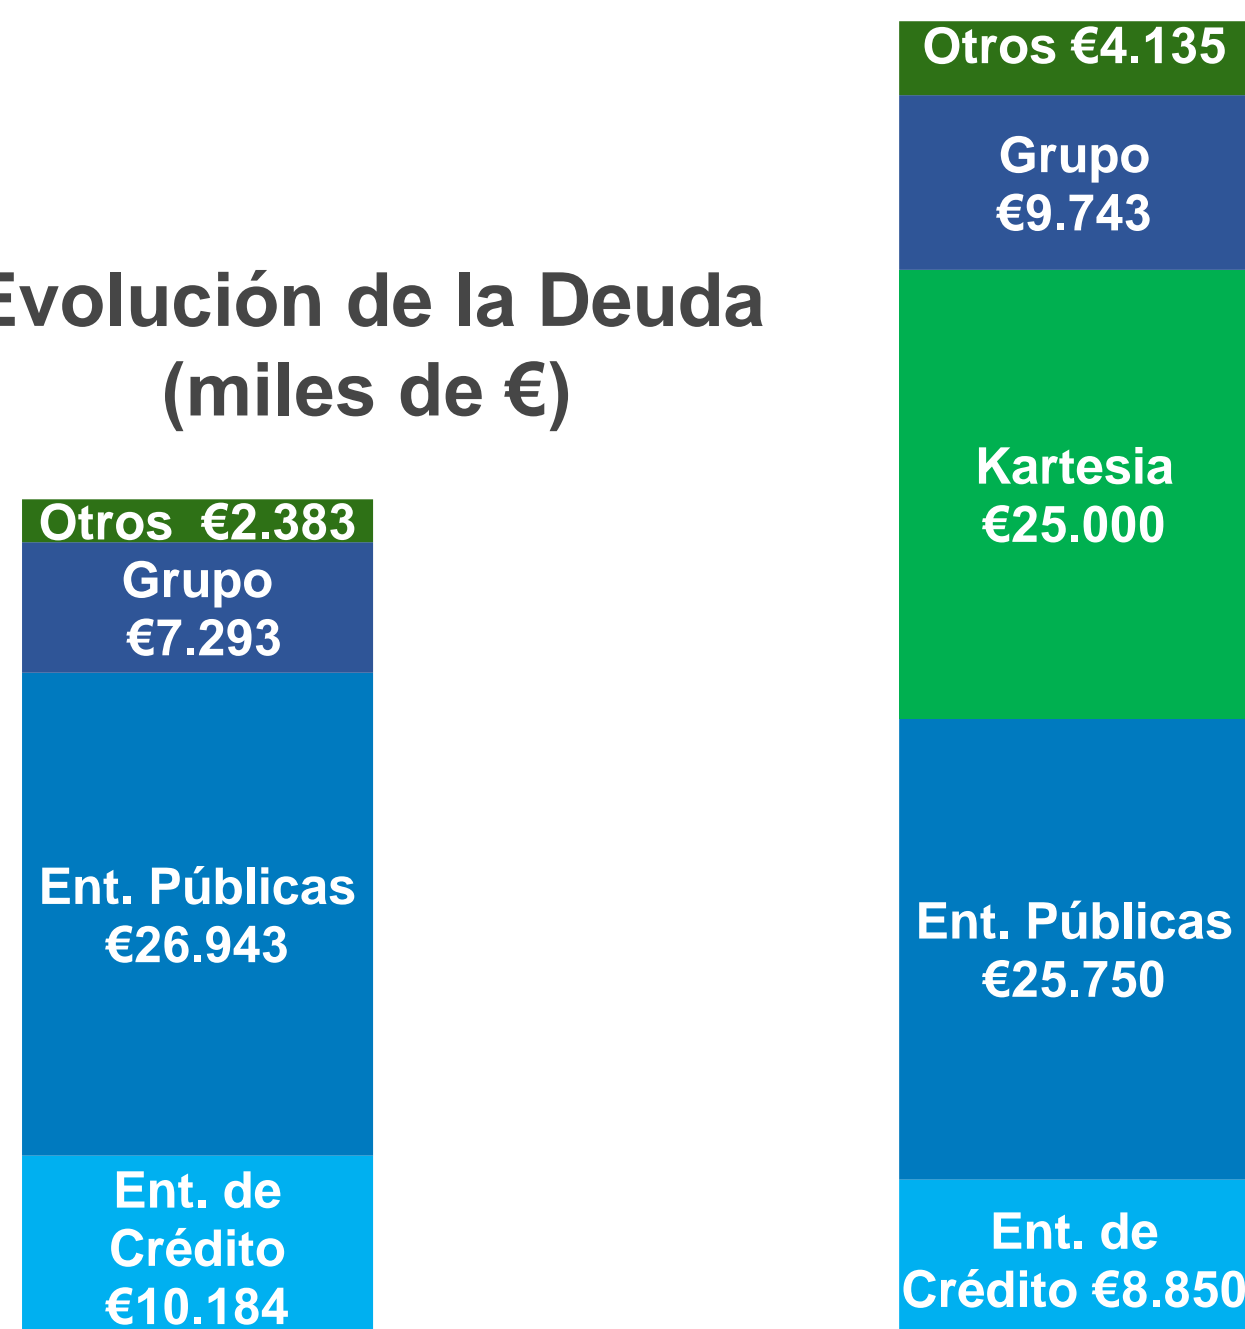 Evolución de la Deuda
(miles de €)
Otros €2.383
Grupo
€7.293
Ent. Públicas
€26.943
Ent. de
Crédito
€10.184
Otros €4.135
Grupo
€9.743
Kartesia
€25.000
Ent. Públicas
€25.750
Ent. de
Crédito €8.850